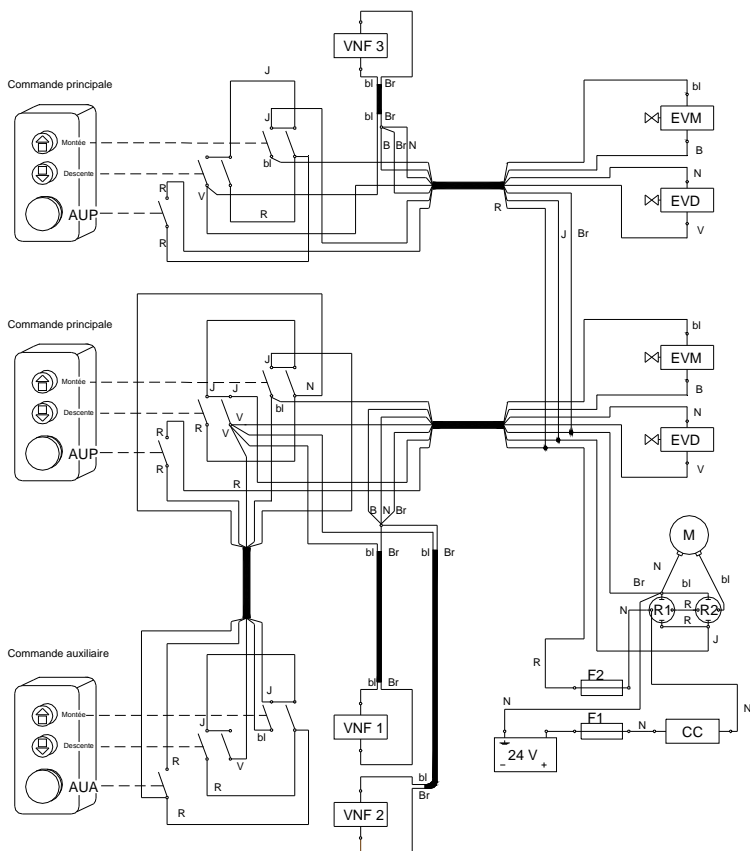 VNF 3
bl Br
bl Br
B Br N
J
J
bl
Commande principale
Montée
Descente
AUP
R
R
V
R
bl
EVM
B
N
EVD
V
R
J
Br
Commande principale
Montée
Descente
AUP
J
J J
N
bl
R
V
V
R
R
R
bl
EVM
B
N
EVD
V
B N Br
bl Br
bl Br
M
N
bl
Br
bl
N
R1
R
R
R2
J
R
F2
N
F1
N
CC
N
24 V
- +
Commande auxiliaire
Montée
Descente
AUA
J
J
bl
V
R
R
R
R
bl Br
VNF 1
VNF 2
bl
Br